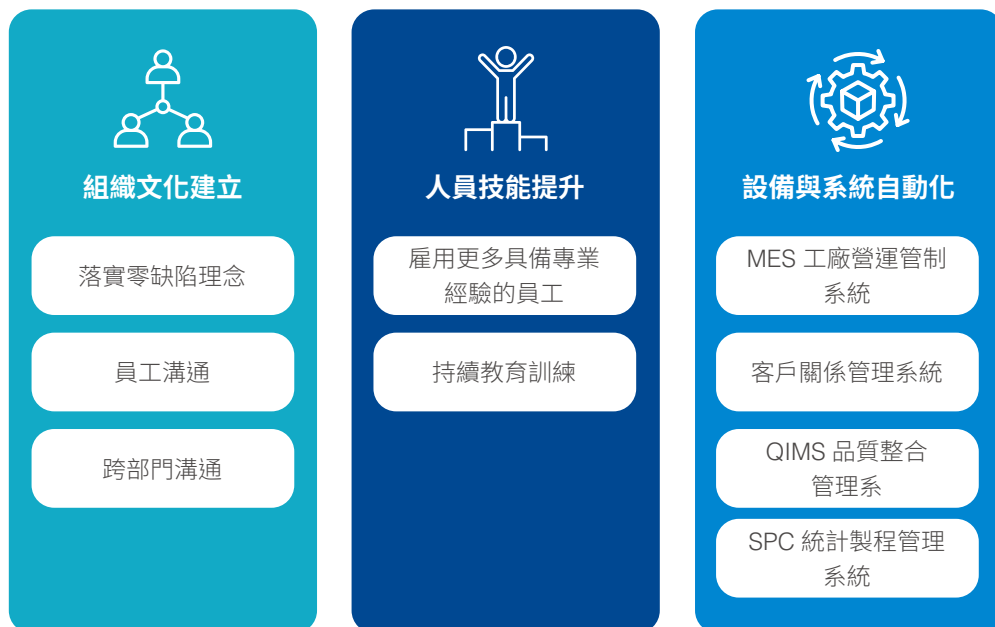 組織文化建立
落實零缺陷理念
員工溝通
跨部門溝通
人員技能提升
雇用更多具備專業
經驗的員工
持續教育訓練
設備與系統自動化
MES 工廠營運管制
系統
客戶關係管理系統
QIMS 品質整合
管理系
SPC 統計製程管理
系統